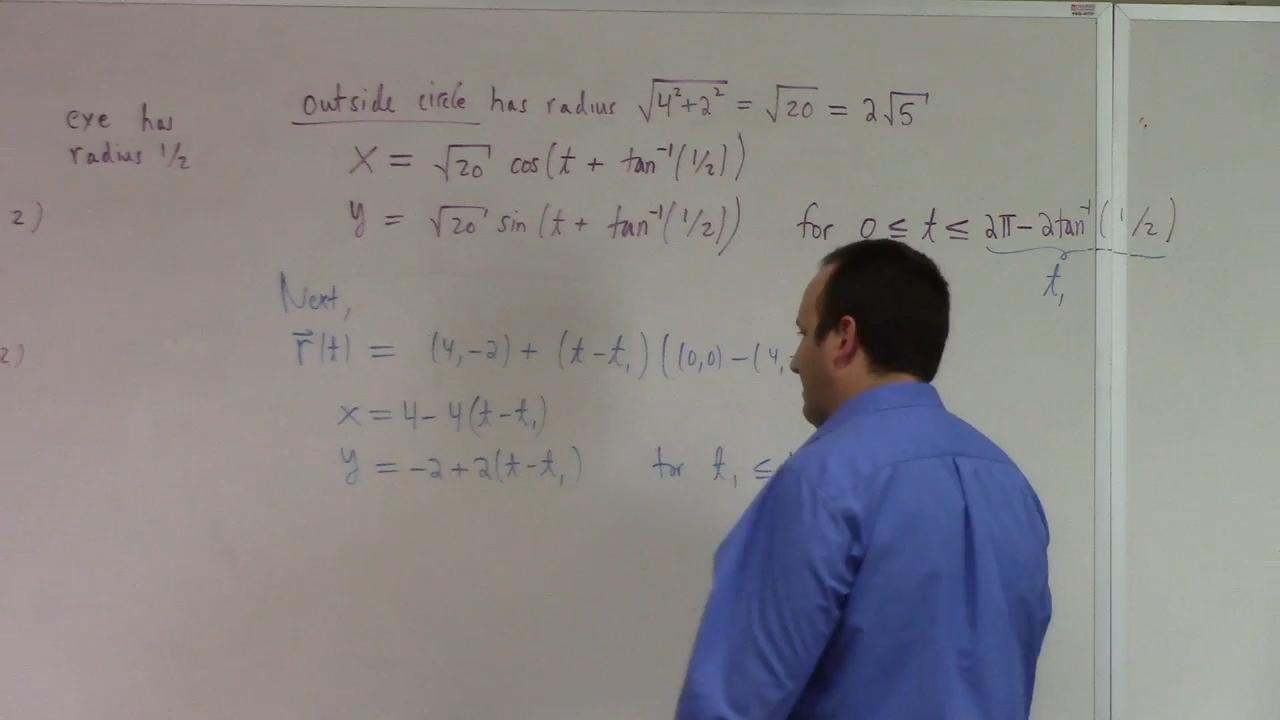 outside circle has radius √(4²+2²) = √20 = 2√5
eye has
radius 1/2
x = √20 cos(t + tan⁻¹(1/2))
2)
y = √20 sin(t + tan⁻¹(1/2)) for 0 ≤ t ≤ 2π − 2tan⁻¹(1/2)
t₁
Next,
2)
r⃗(t) = (4,−2) + (t−t₁)((0,0) − (4,
x = 4 − 4(t−t₁)
y = −2+2(t−t₁) for t₁ ≤